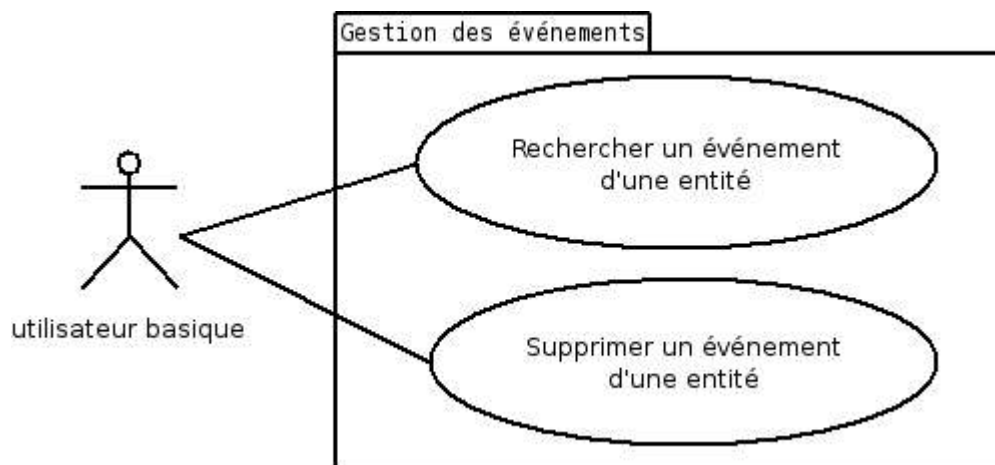 Gestion des événements
Rechercher un événement
d'une entité
utilisateur basique
Supprimer un événement
d'une entité